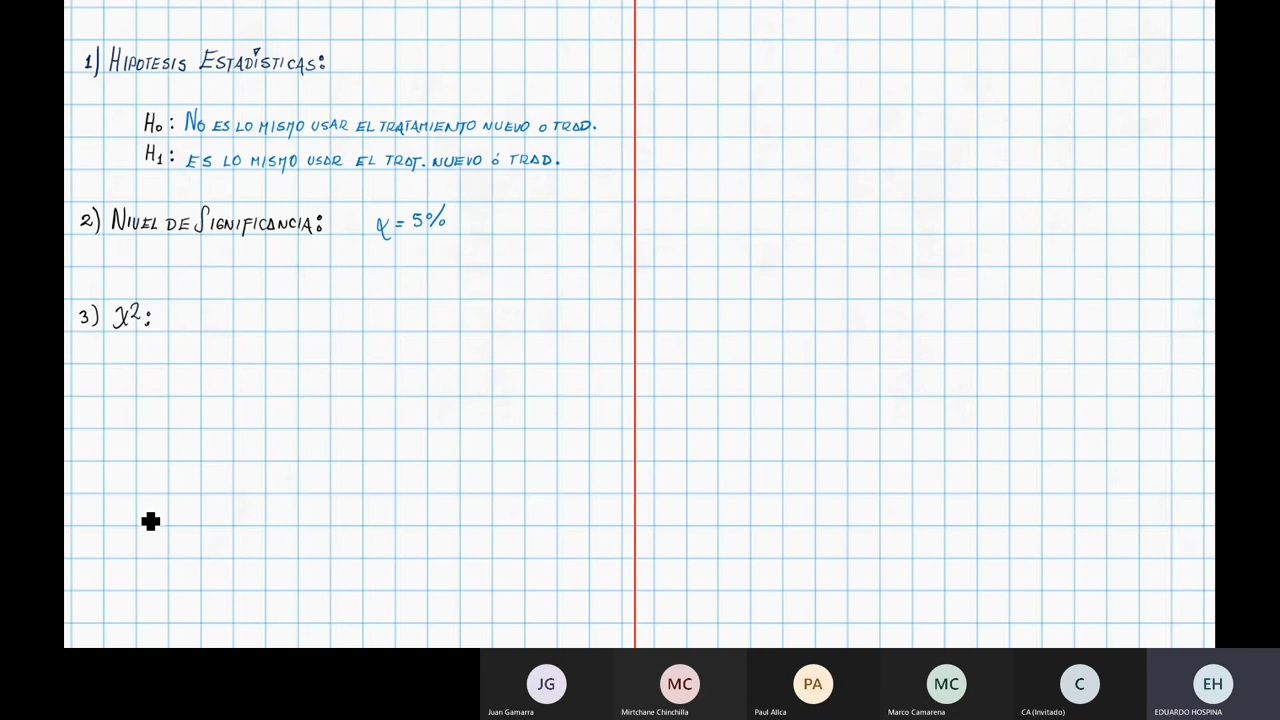 1) HIPOTESIS ESTADÍSTICAS:
H0: NO ES LO MISMO USAR EL TRATAMIENTO NUEVO O TRAD.
H1: ES LO MISMO USAR EL TRAT. NUEVO Ó TRAD.
2) NIVEL DE SIGNIFICANCIA: α = 5%
3) χ²:
JG
MC
PA
MC
C
EH
Juan Gamarra
Mirtchane Chinchilla
Paul Allca
Marco Camarena
CA (Invitado)
EDUARDO HOSPINA